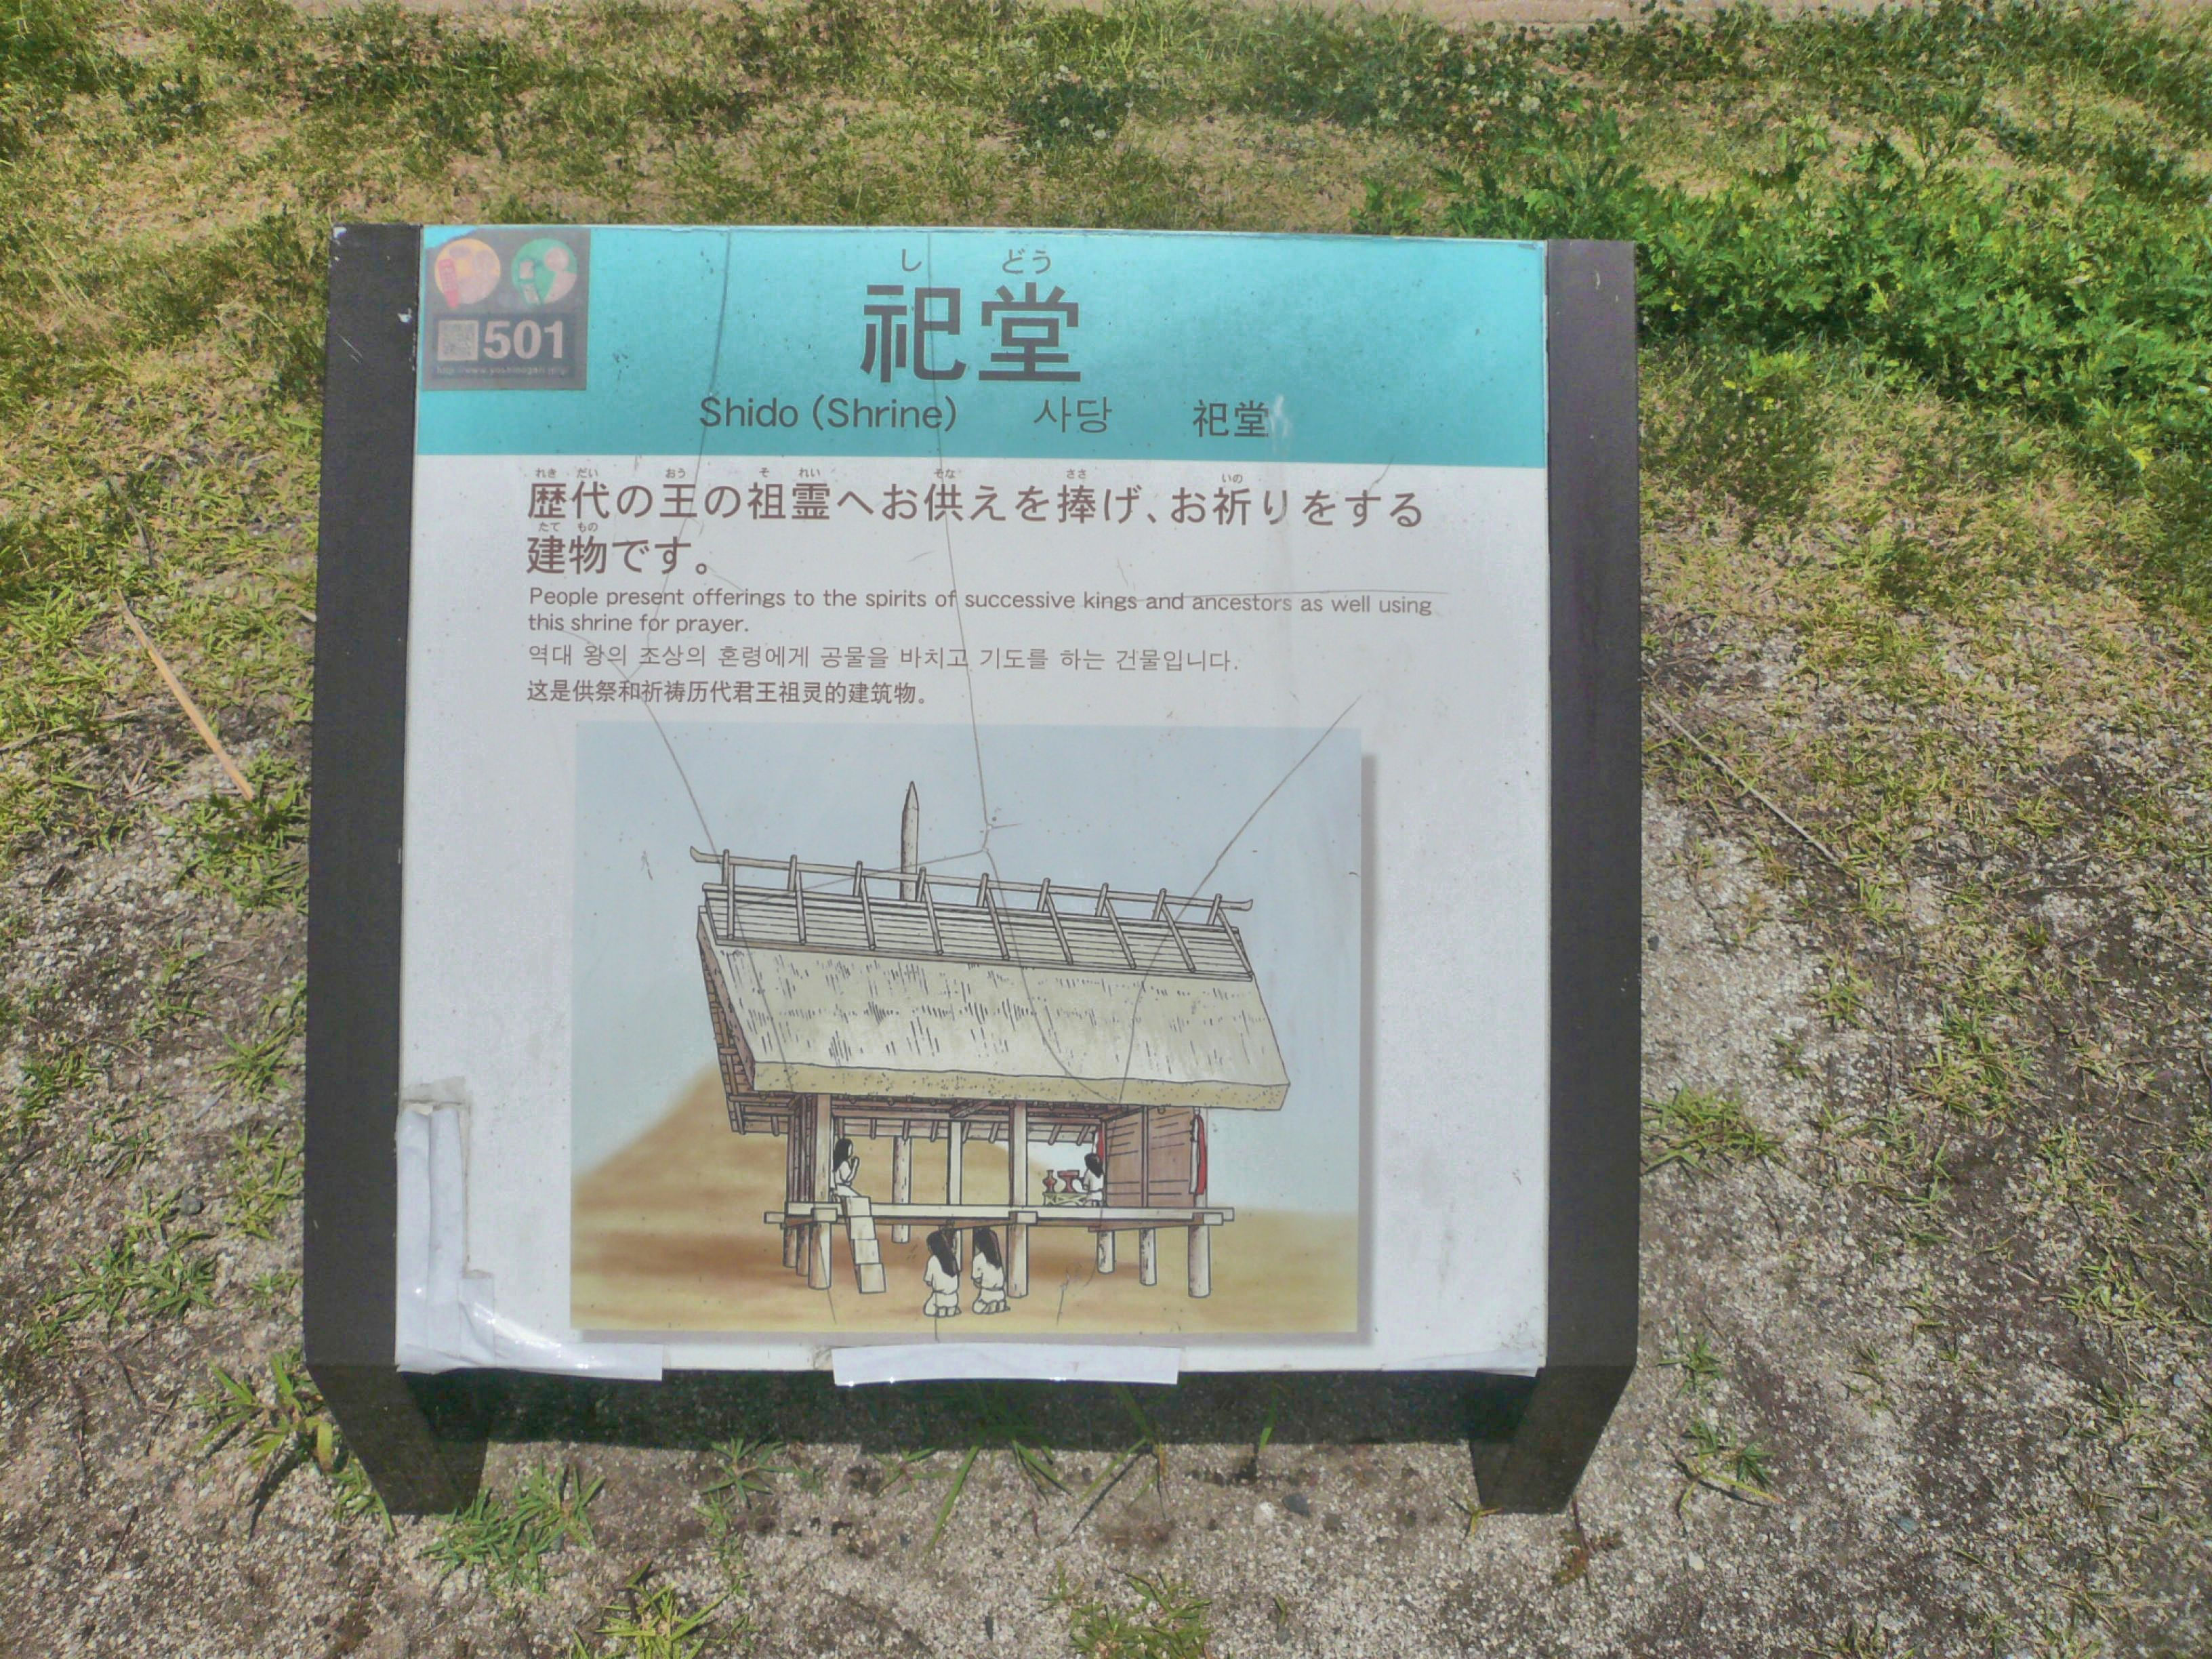 501
し どう
祀堂
Shido (Shrine) 사당 祀堂
れき だい おう そ れい そな ささ いの
歴代の王の祖霊へお供えを捧げ、お祈りをする
たて もの
建物です。
People present offerings to the spirits of successive kings and ancestors as well using
this shrine for prayer.
역대 왕의 조상의 혼령에게 공물을 바치고 기도를 하는 건물입니다.
这是供祭和祈祷历代君王祖灵的建筑物。